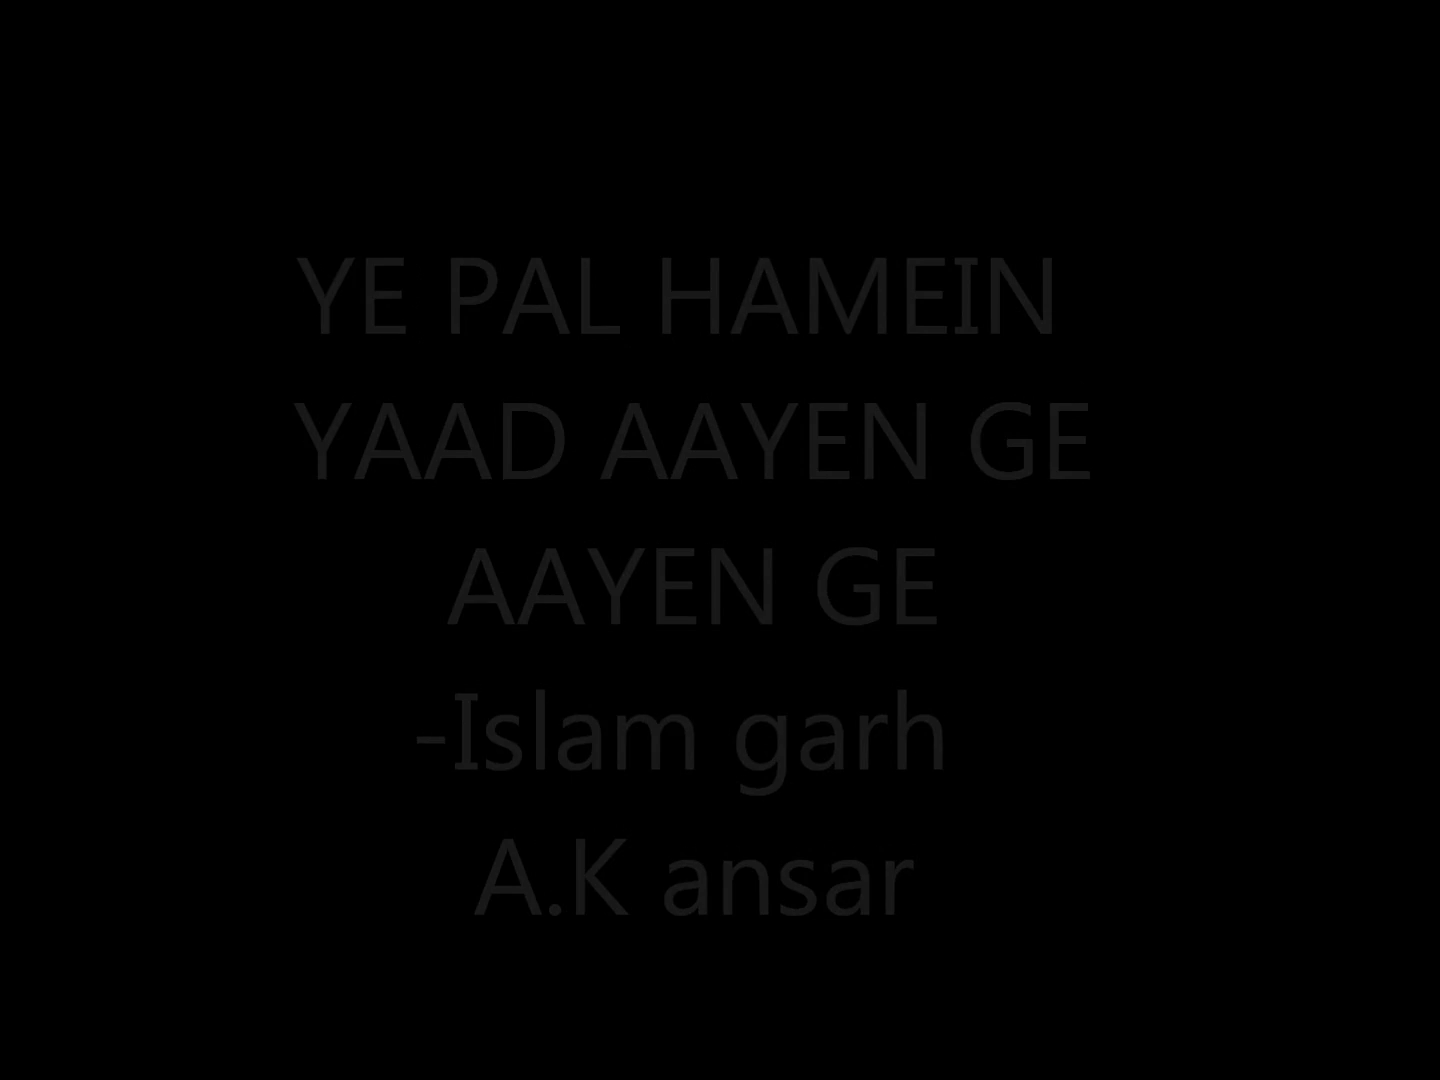 YE PAL HAMEIN
YAAD AAYEN GE
AAYEN GE
-Islam garh
A.K ansar